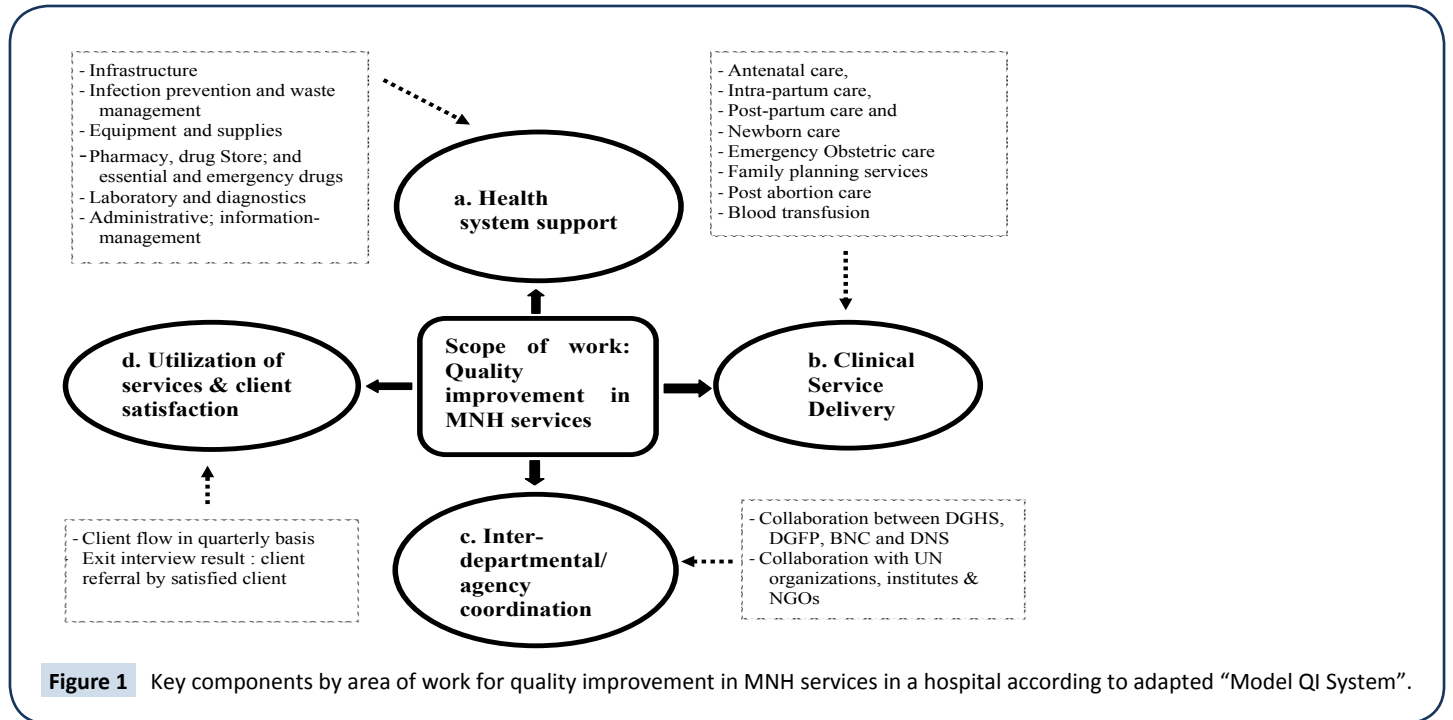 - Infrastructure
- Infection prevention and waste
management
- Equipment and supplies
- Pharmacy, drug Store; and
essential and emergency drugs
- Laboratory and diagnostics
- Administrative; information-
management
- Antenatal care,
- Intra-partum care,
- Post-partum care and
- Newborn care
- Emergency Obstetric care
- Family planning services
- Post abortion care
- Blood transfusion
a. Health
system support
d. Utilization of
services & client
satisfaction
Scope of work:
Quality
improvement in
MNH services
b. Clinical
Service
Delivery
- Client flow in quarterly basis
Exit interview result : client
referral by satisfied client
c. Inter-
departmental/
agency
coordination
- Collaboration between DGHS,
DGFP, BNC and DNS
- Collaboration with UN
organizations, institutes &
NGOs
Figure 1 Key components by area of work for quality improvement in MNH services in a hospital according to adapted “Model QI System”.